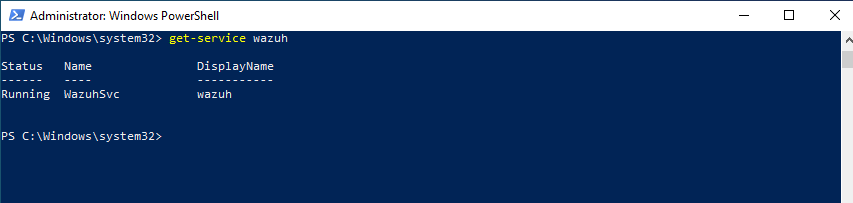 Administrator: Windows PowerShell
PS C:\Windows\system32> get-service wazuh
Status   Name               DisplayName
------   ----               -----------
Running  WazuhSvc           wazuh
PS C:\Windows\system32>